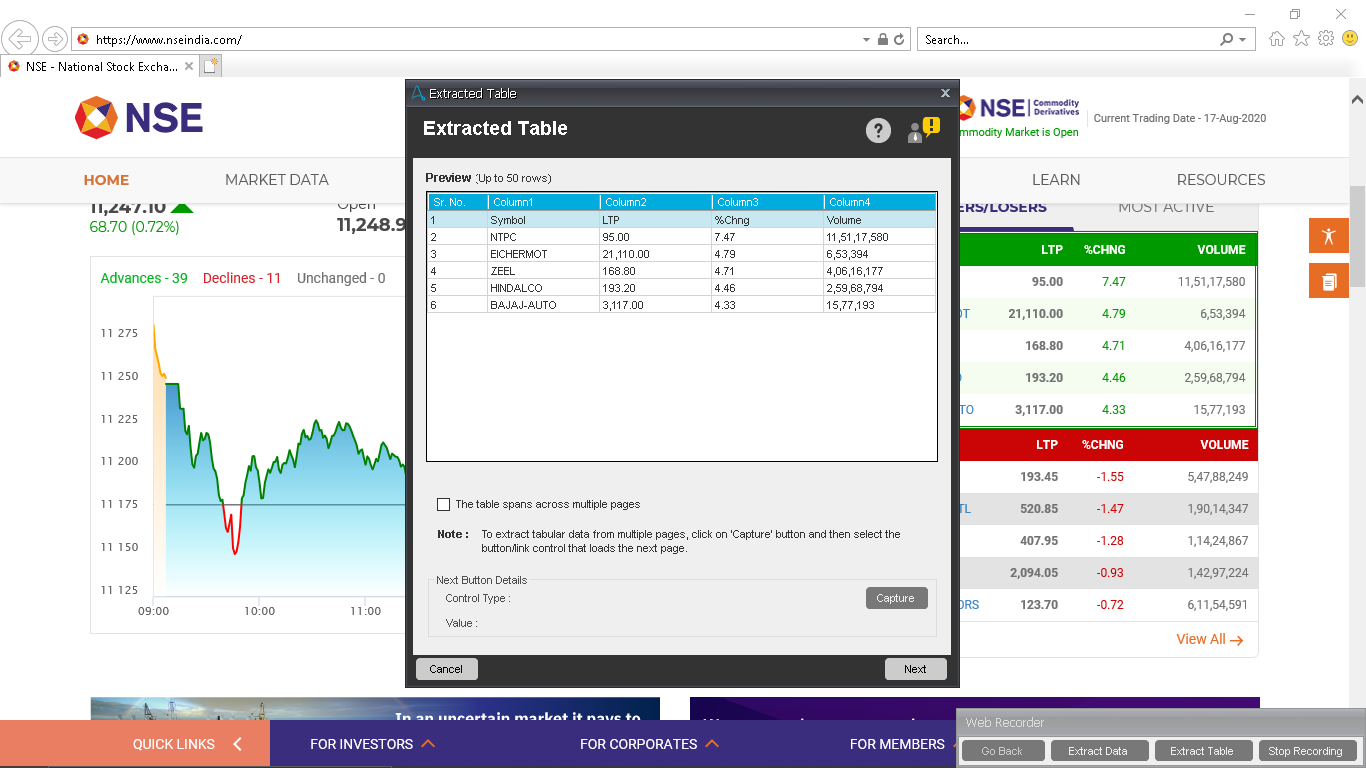 https://www.nseindia.com/
Search...
NSE - National Stock Excha...
NSE
NSE
Commodity
Derivatives
mmodity Market is Open
Current Trading Date - 17-Aug-2020
HOME
MARKET DATA
LEARN
RESOURCES
11,247.10
68.70 (0.72%)
Open
11,248.9
ERS/LOSERS
MOST ACTIVE
Advances - 39 Declines - 11 Unchanged - 0
11 275
11 250
11 225
11 200
11 175
11 150
11 125
09:00 10:00 11:00
Extracted Table
Extracted Table
Preview (Up to 50 rows)
Sr. No. Column1 Column2 Column3 Column4
1 Symbol LTP %Chng Volume
2 NTPC 95.00 7.47 11,51,17,580
3 EICHERMOT 21,110.00 4.79 6,53,394
4 ZEEL 168.80 4.71 4,06,16,177
5 HINDALCO 193.20 4.46 2,59,68,794
6 BAJAJ-AUTO 3,117.00 4.33 15,77,193
The table spans across multiple pages
Note : To extract tabular data from multiple pages, click on 'Capture' button and then select the
button/link control that loads the next page.
Next Button Details
Control Type :
Capture
Value :
Cancel
Next
LTP %CHNG VOLUME
95.00 7.47 11,51,17,580
OT 21,110.00 4.79 6,53,394
168.80 4.71 4,06,16,177
O 193.20 4.46 2,59,68,794
TO 3,117.00 4.33 15,77,193
LTP %CHNG VOLUME
193.45 -1.55 5,47,88,249
TL 520.85 -1.47 1,90,14,347
407.95 -1.28 1,14,24,867
2,094.05 -0.93 1,42,97,224
ORS 123.70 -0.72 6,11,54,591
View All
In an uncertain market it pays to
QUICK LINKS
FOR INVESTORS
FOR CORPORATES
FOR MEMBERS
Web Recorder
Go Back Extract Data Extract Table Stop Recording